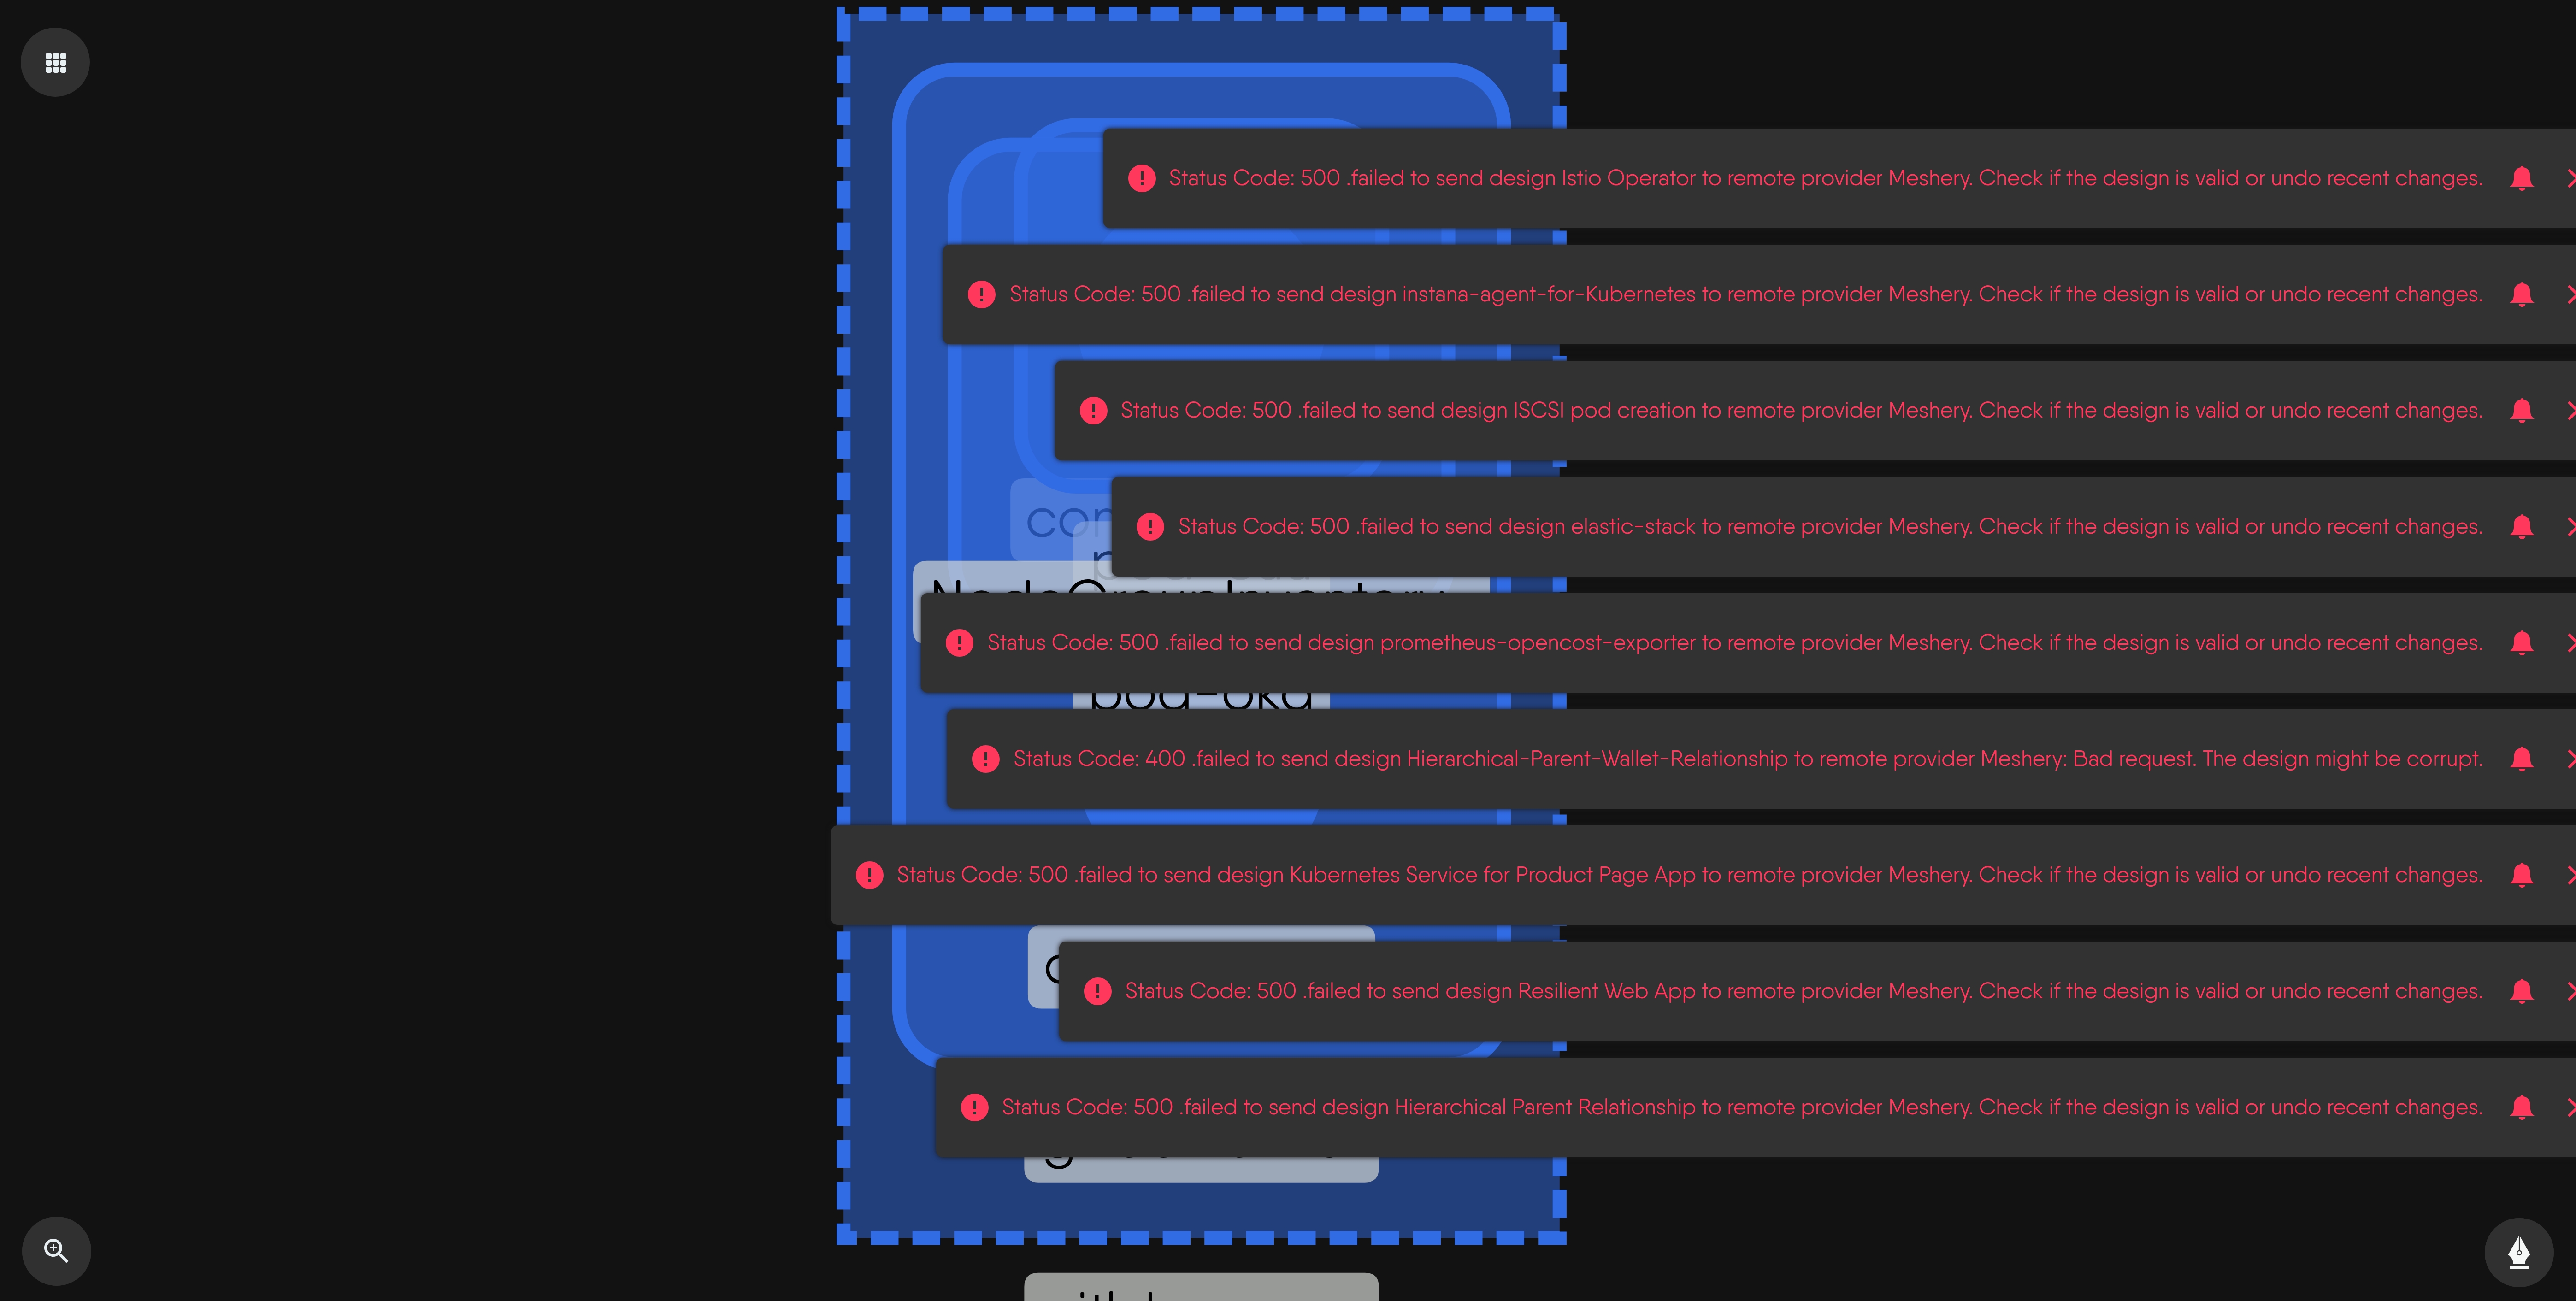 Status Code: 500 .failed to send design Istio Operator to remote provider Meshery. Check if the design is valid or undo recent changes.
Status Code: 500 .failed to send design instana-agent-for-Kubernetes to remote provider Meshery. Check if the design is valid or undo recent changes.
Status Code: 500 .failed to send design ISCSI pod creation to remote provider Meshery. Check if the design is valid or undo recent changes.
Status Code: 500 .failed to send design elastic-stack to remote provider Meshery. Check if the design is valid or undo recent changes.
NodeGroupInventory
Status Code: 500 .failed to send design prometheus-opencost-exporter to remote provider Meshery. Check if the design is valid or undo recent changes.
Status Code: 400 .failed to send design Hierarchical-Parent-Wallet-Relationship to remote provider Meshery: Bad request. The design might be corrupt.
Status Code: 500 .failed to send design Kubernetes Service for Product Page App to remote provider Meshery. Check if the design is valid or undo recent changes.
Status Code: 500 .failed to send design Resilient Web App to remote provider Meshery. Check if the design is valid or undo recent changes.
Status Code: 500 .failed to send design Hierarchical Parent Relationship to remote provider Meshery. Check if the design is valid or undo recent changes.